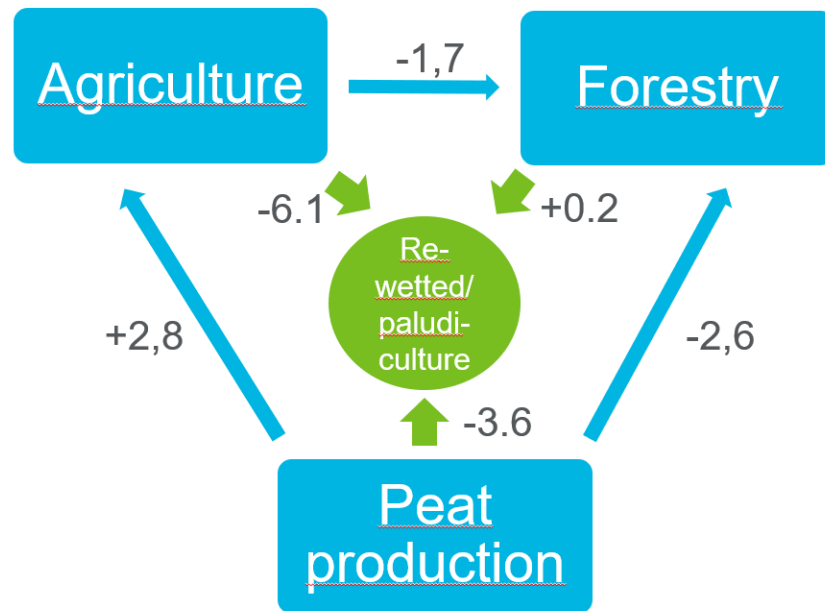 -1,7
Agriculture
Forestry
-6.1
+0.2
Re-
wetted/
paludi-
culture
+2,8
-2,6
-3.6
Peat
production